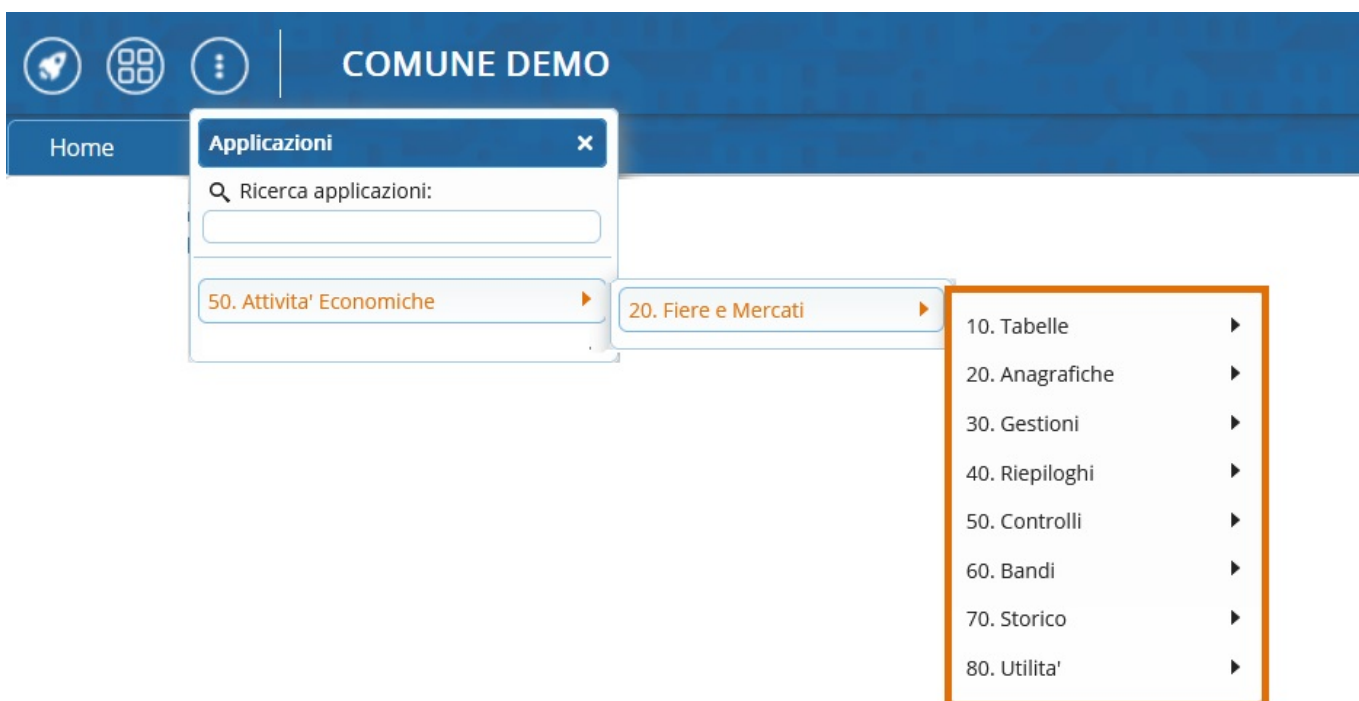 COMUNE DEMO
Home
Applicazioni
Ricerca applicazioni:
50. Attivita' Economiche
20. Fiere e Mercati
10. Tabelle
20. Anagrafiche
30. Gestioni
40. Riepiloghi
50. Controlli
60. Bandi
70. Storico
80. Utilita'